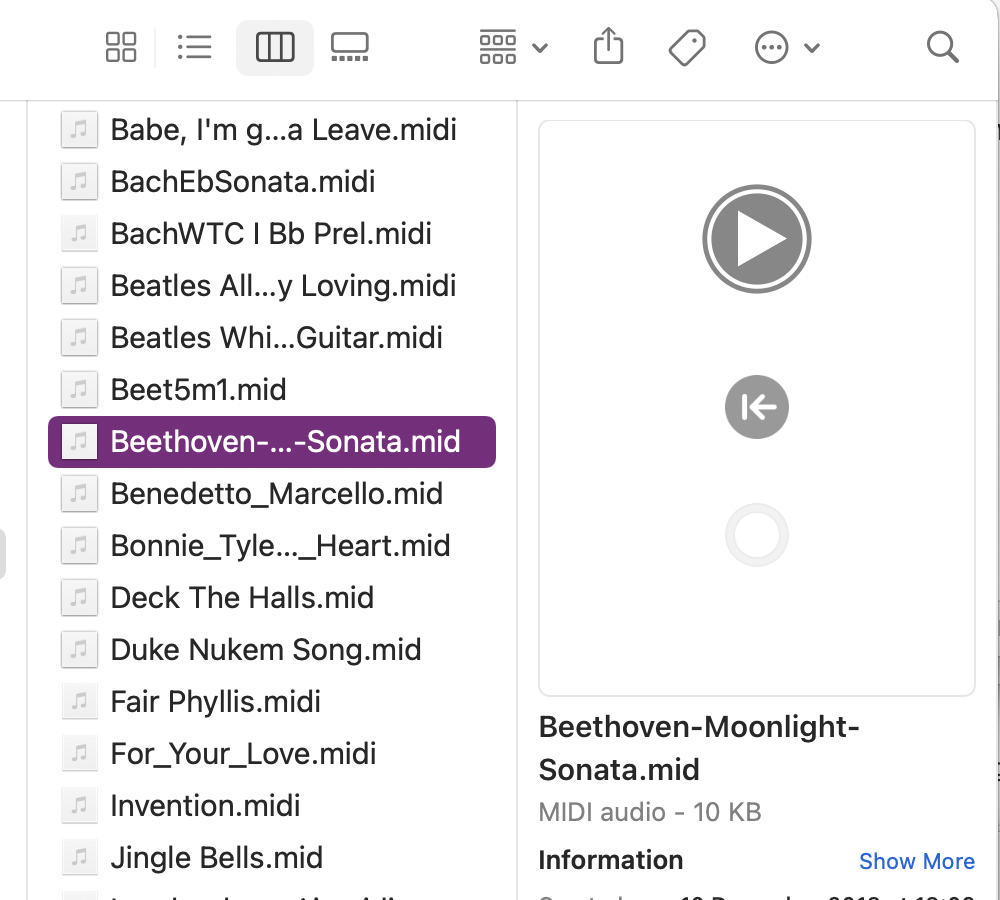 Babe, I'm g...a Leave.midi
BachEbSonata.midi
BachWTC I Bb Prel.midi
Beatles All...y Loving.midi
Beatles Whi...Guitar.midi
Beet5m1.mid
Beethoven-...-Sonata.mid
Benedetto_Marcello.mid
Bonnie_Tyle..._Heart.mid
Deck The Halls.mid
Duke Nukem Song.mid
Fair Phyllis.midi
For_Your_Love.midi
Invention.midi
Jingle Bells.mid
Beethoven-Moonlight-
Sonata.mid
MIDI audio - 10 KB
Information Show More